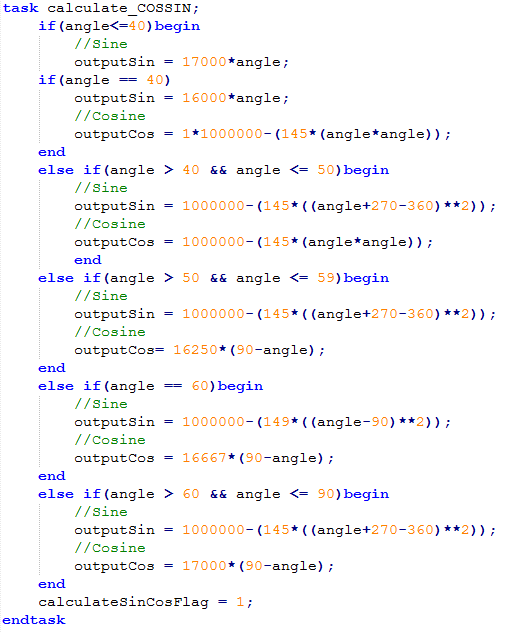 task calculate_COSSIN;
    if(angle<=40)begin
        //Sine
        outputSin = 17000*angle;
    if(angle == 40)
        outputSin = 16000*angle;
        //Cosine
        outputCos = 1*1000000-(145*(angle*angle));
    end
    else if(angle > 40 && angle <= 50)begin
        //Sine
        outputSin = 1000000-(145*((angle+270-360)**2));
        //Cosine
        outputCos = 1000000-(145*(angle*angle));
        end
    else if(angle > 50 && angle <= 59)begin
        //Sine
        outputSin = 1000000-(145*((angle+270-360)**2));
        //Cosine
        outputCos= 16250*(90-angle);
    end
    else if(angle == 60)begin
        //Sine
        outputSin = 1000000-(149*((angle-90)**2));
        //Cosine
        outputCos = 16667*(90-angle);
    end
    else if(angle > 60 && angle <= 90)begin
        //Sine
        outputSin = 1000000-(145*((angle+270-360)**2));
        //Cosine
        outputCos = 17000*(90-angle);
    end
    calculateSinCosFlag = 1;
endtask